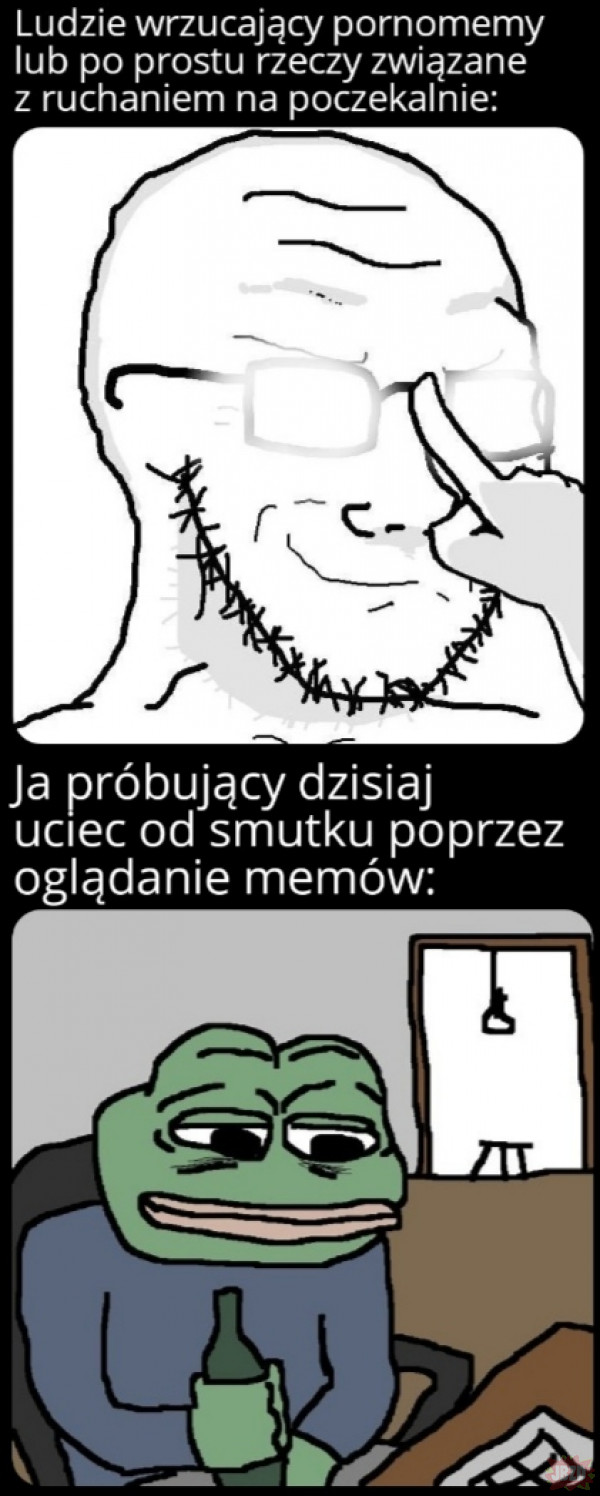 Ludzie wrzucający pornomemy
lub po prostu rzeczy związane
z ruchaniem na poczekalnie:
Ja próbujący dzisiaj
uciec od smutku poprzez
oglądanie memów: